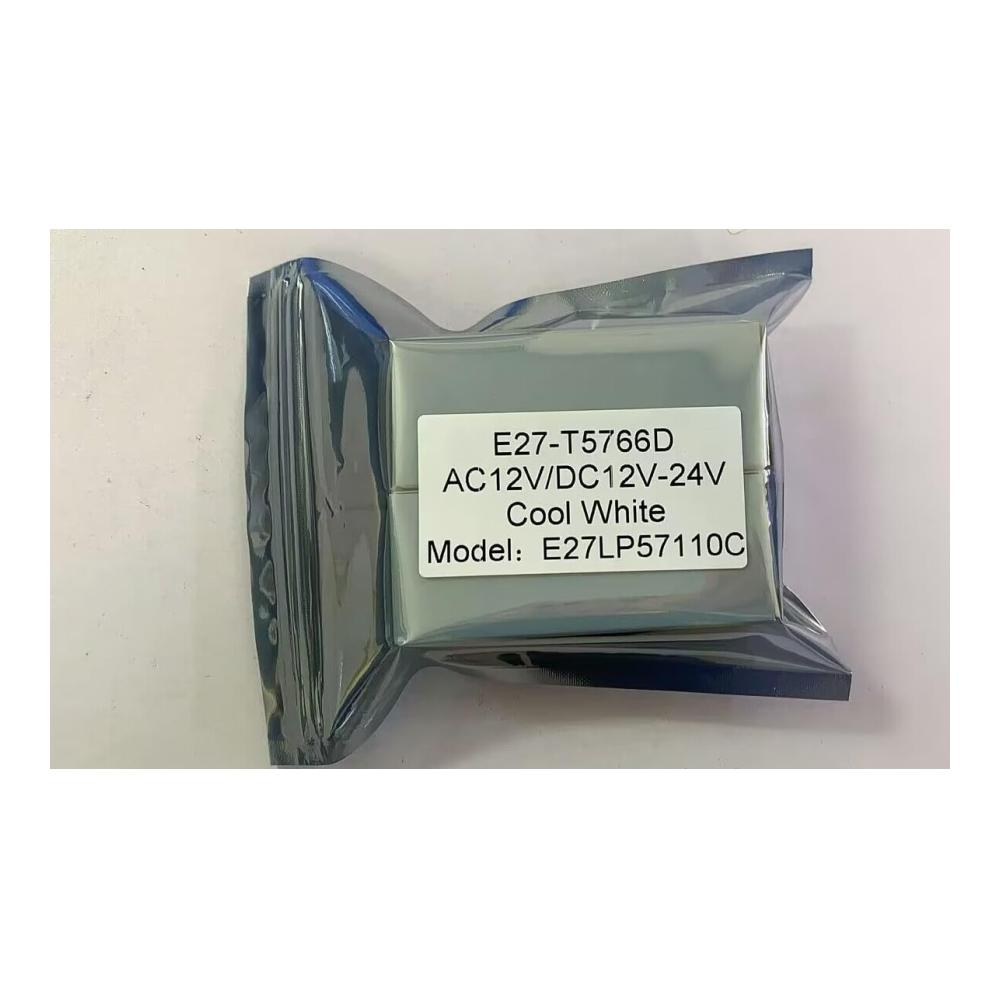 E27-T5766D
AC12V/DC12V-24V
Cool White
Model：E27LP57110C